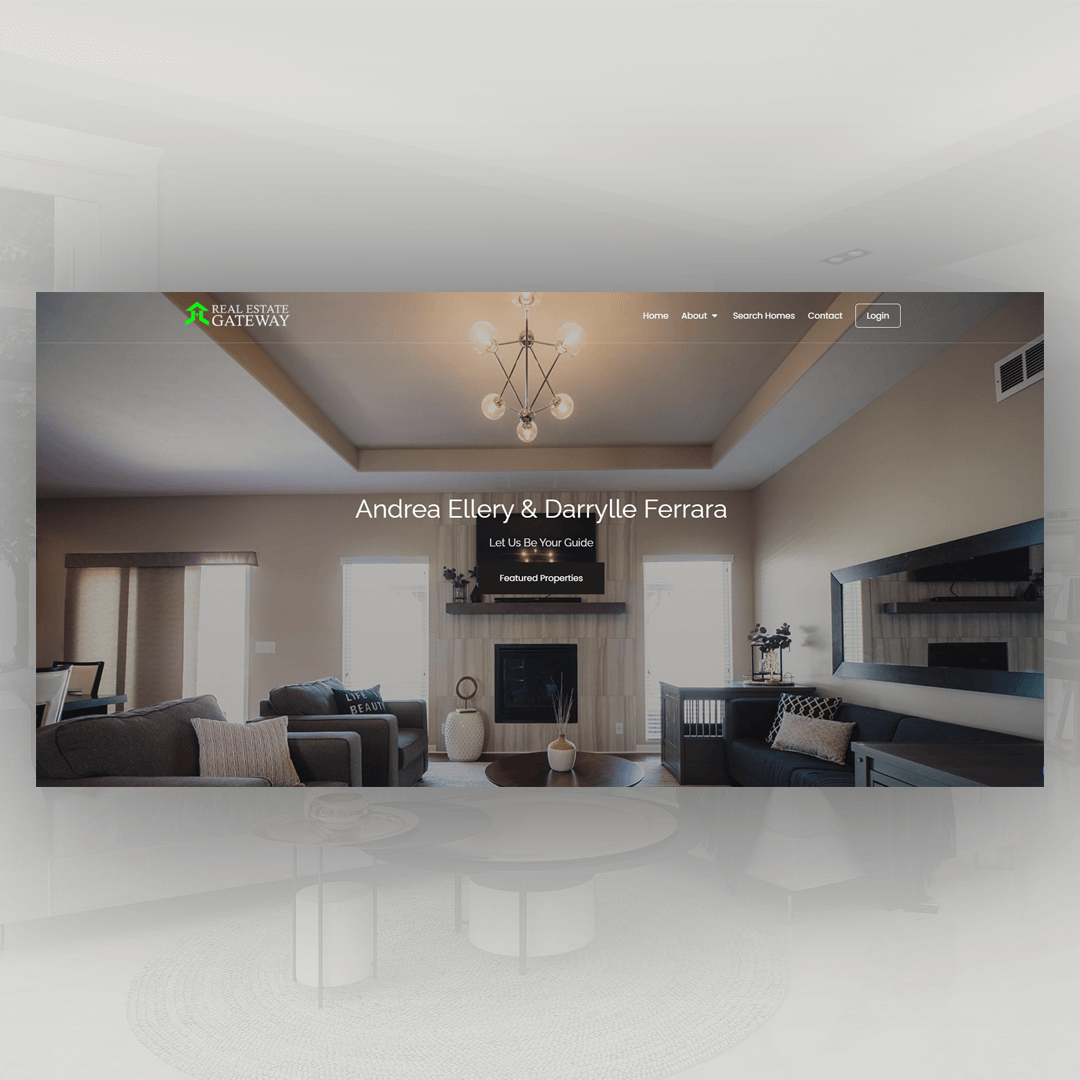 REAL ESTATE
GATEWAY
Home About Search Homes Contact Login
Andrea Ellery & Darrylle Ferrara
Let Us Be Your Guide
Featured Properties
LIFE
BEAUT